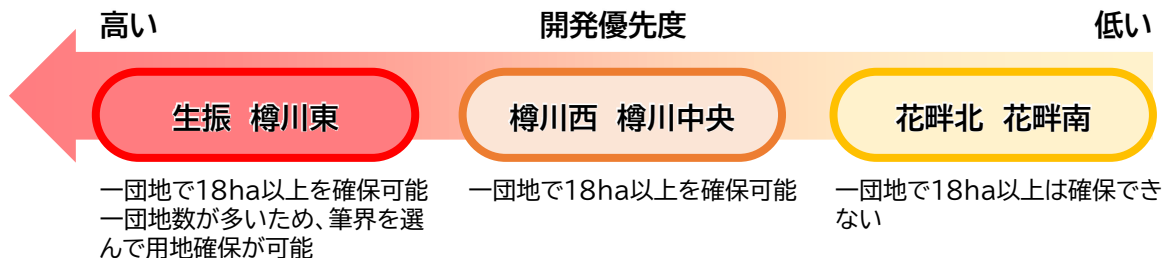 高い 開発優先度 低い
生振 樽川東 樽川西 樽川中央 花畔北 花畔南
一団地で18ha以上を確保可能
一団地数が多いため、筆界を選
んで用地確保が可能
一団地で18ha以上を確保可能
一団地で18ha以上は確保でき
ない